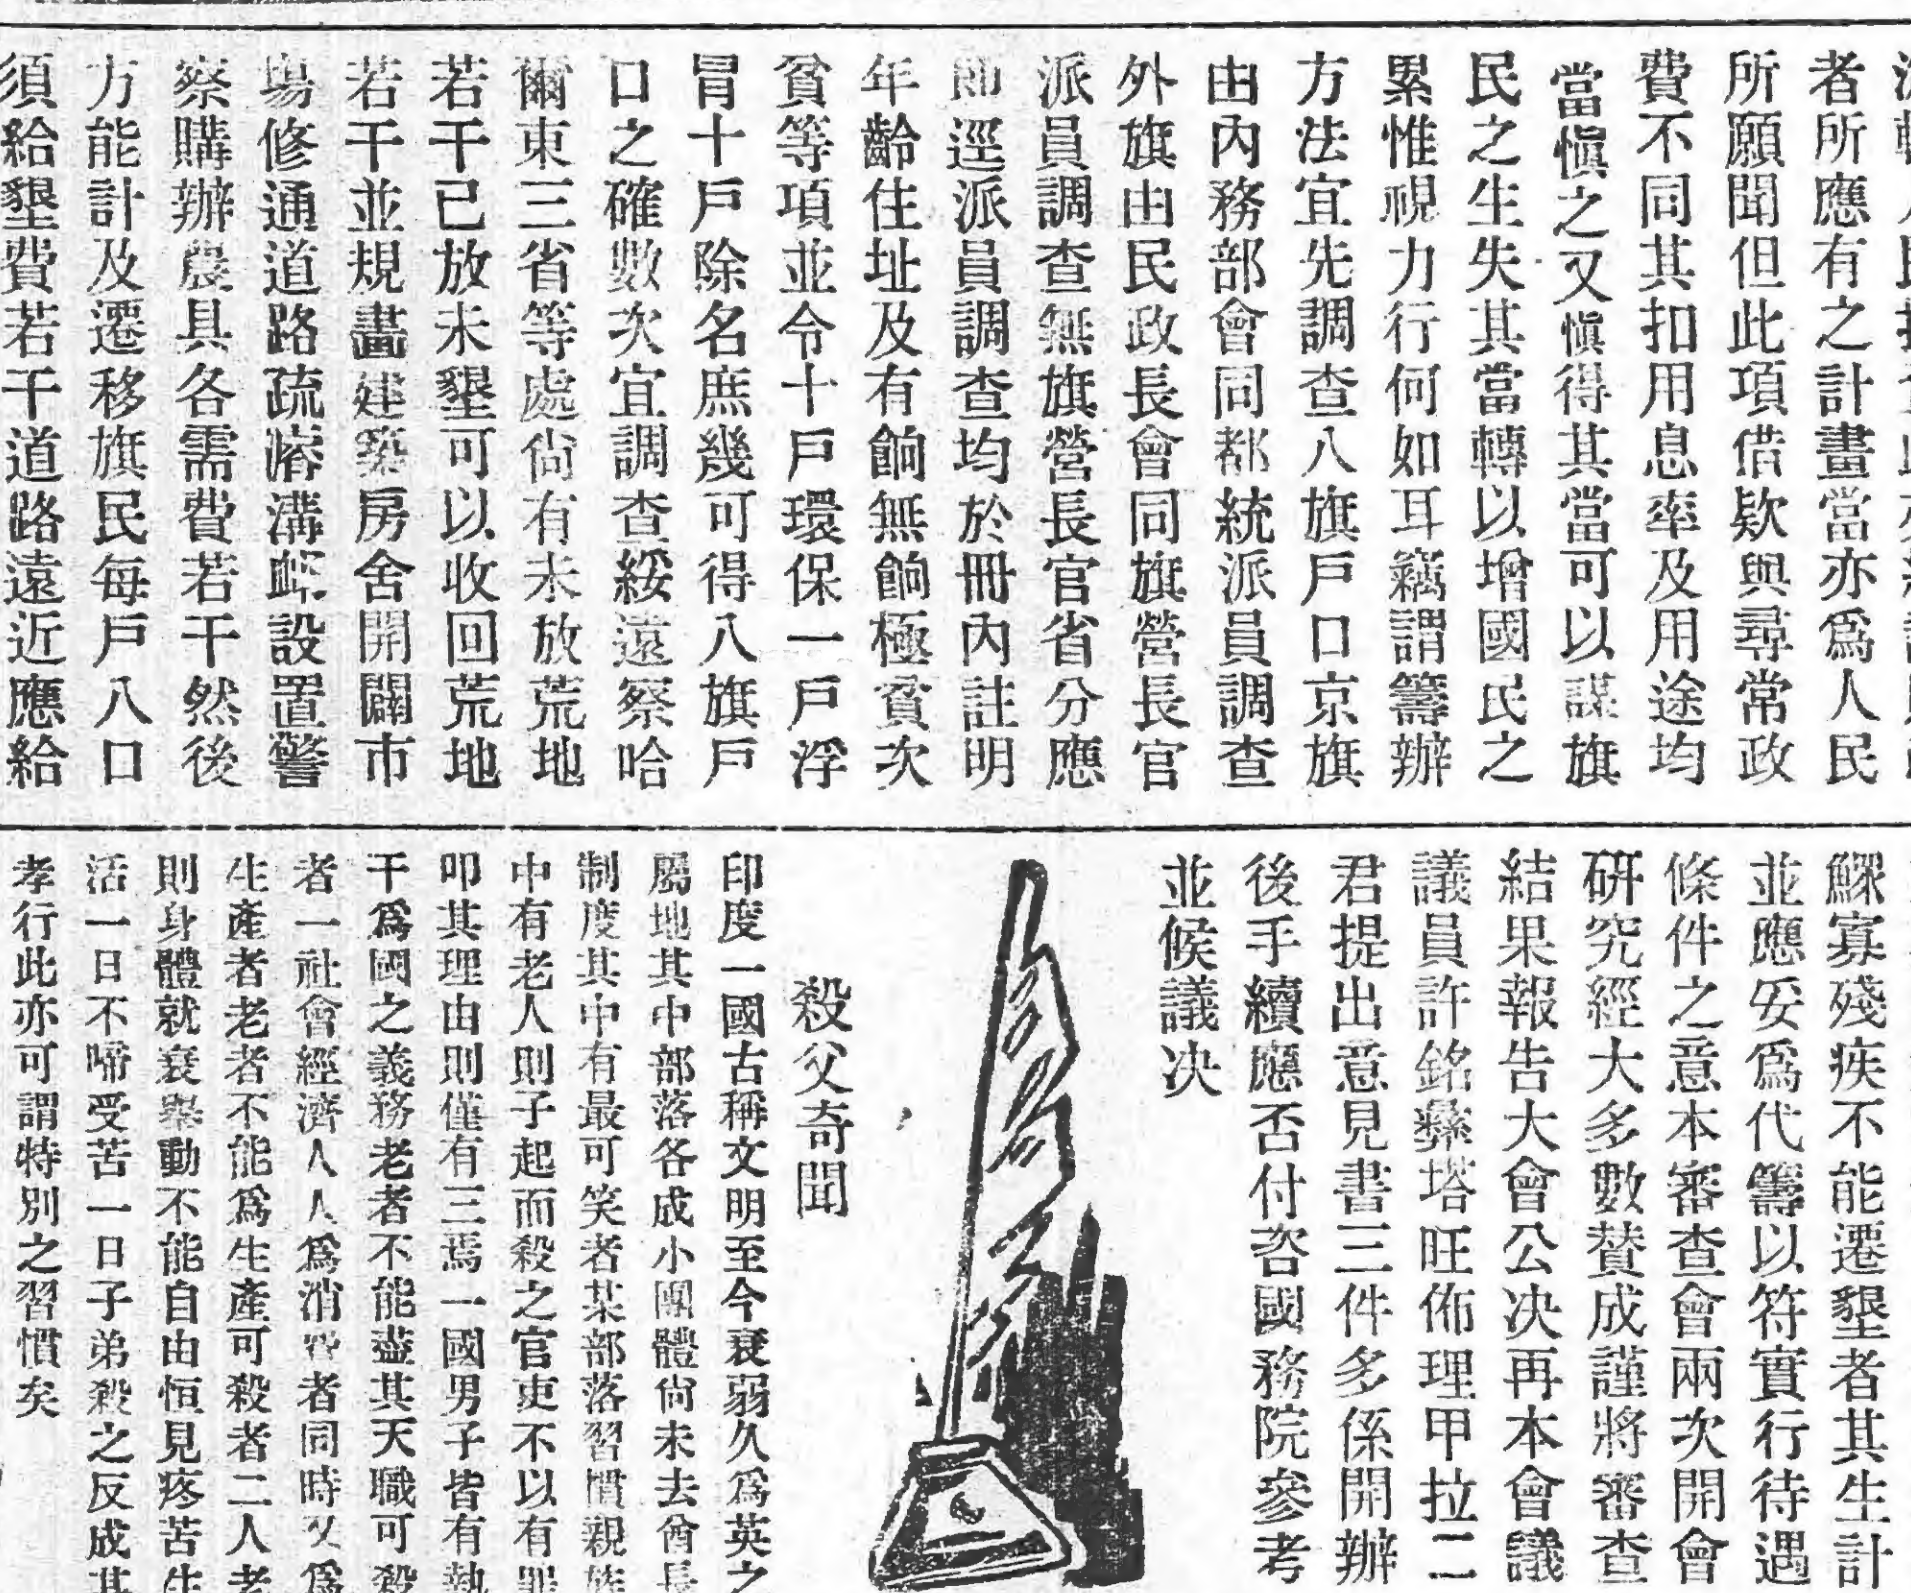 者所應有之計畫當亦爲人民
所願聞但此項借欵與尋常政
費不同其扣用息率及用途均
當愼之又愼得其當可以謀旗
民之生失其當轉以增國民之
累惟視力行何如耳竊謂籌辦
方法宜先調查八旗戶口京旗
由內務部會同都統派員調查
外旗由民政長會同旗營長官
派員調查無旗營長官省分應
卽逕派員調查均於冊內註明
年齡住址及有餉無餉極貧次
貧等項並令十戶環保一戶浮
冐十戶除名庶幾可得八旗戶
口之確數次宜調查綏遠察哈
爾東三省等處尙有未放荒地
若干已放未墾可以收回荒地
若干並規畫建築房舍開闢市
塲修通道路疏濬溝設置警
察購辦農具各需費若干然後
方能計及遷移旗民每戶八口
須給墾費若干道路遠近應給
鰥寡殘疾不能遷墾者其生計
並應妥爲代籌以符實行待遇
條件之意本審查會兩次開會
研究經大多數贊成謹將審查
結果報告大會公决再本會議
議員許銘彝塔旺佈理甲拉二
君提出意見書三件多係開辦
後手續應否付咨國務院參考
並候議决
殺父奇聞
印度一國古稱文明至今衰弱久爲英之
屬地其中部落各成小團體尙未去酋長
制度其中有最可笑者某部落習慣親族
中有老人則子起而殺之官吏不以有罪
叩其理由則僅有三焉一國男子皆有執
干爲國之義務老者不能盡其天職可殺
者一社會經濟人人爲消費者同時又爲
生產者老者不能爲生產可殺者二人老
則身體就衰舉動不能自由恒見疼苦生
活一日不啻受苦一日子弟殺之反成其
孝行此亦可謂特別之習慣矣